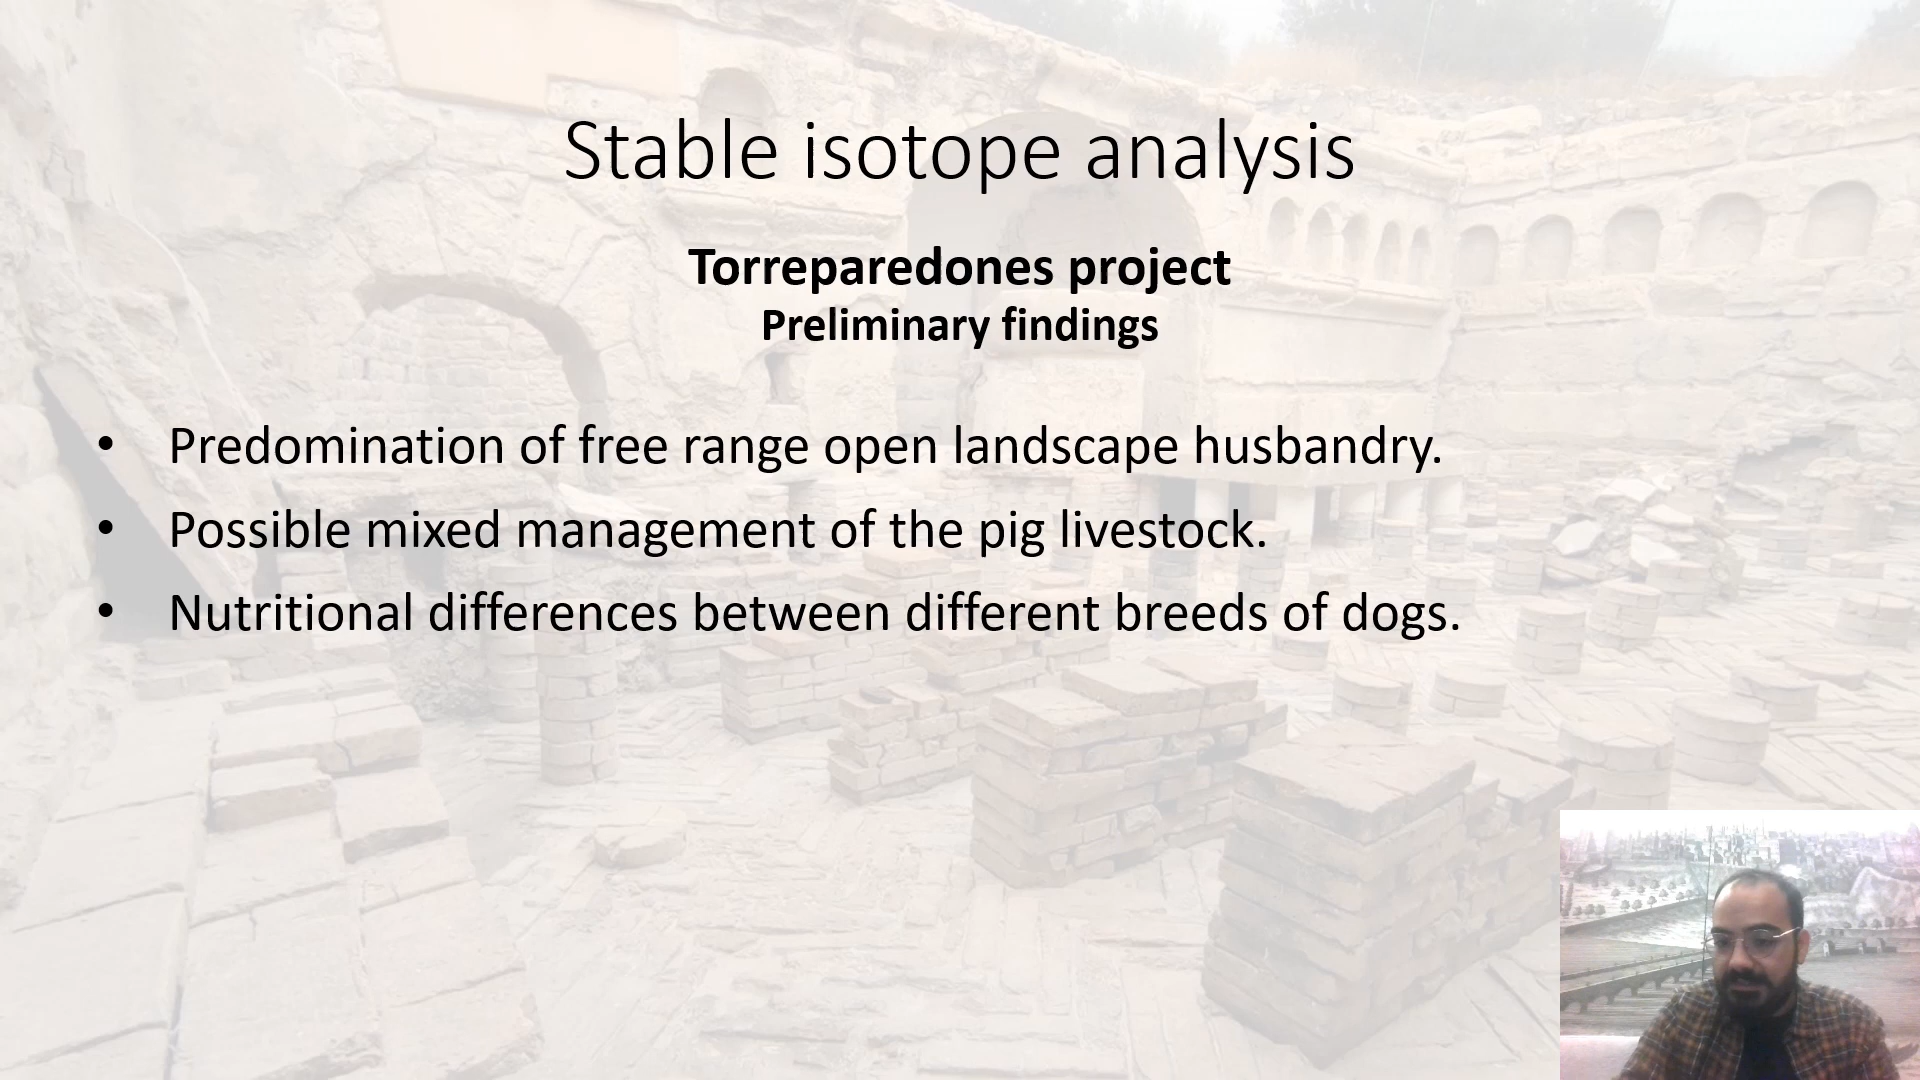 Stable isotope analysis
Torreparedones project
Preliminary findings
• Predomination of free range open landscape husbandry.
• Possible mixed management of the pig livestock.
• Nutritional differences between different breeds of dogs.